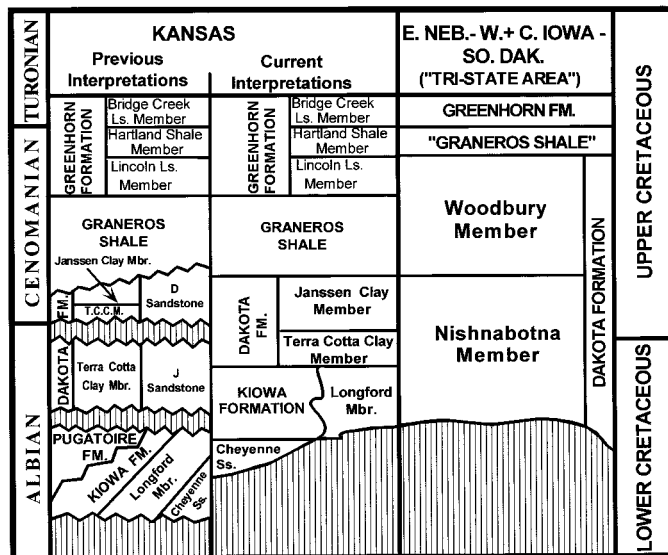 KANSAS
Previous
Interpretations
Current
Interpretations
E. NEB.- W.+ C. IOWA -
SO. DAK.
("TRI-STATE AREA")
TURONIAN
CENOMANIAN
ALBIAN
GREENHORN
FORMATION
Bridge Creek
Ls. Member
Hartland Shale
Member
Lincoln Ls.
Member
GRANEROS
SHALE
Janssen Clay Mbr.
FM.
T.C.C.M.
D
Sandstone
DAKOTA
Terra Cotta
Clay Mbr.
J
Sandstone
PUGATOIRE
FM.
KIOWA FM.
Longford
Mbr.
Cheyenne
Ss.
GREENHORN
FORMATION
Bridge Creek
Ls. Member
Hartland Shale
Member
Lincoln Ls.
Member
GRANEROS
SHALE
DAKOTA
FM.
Janssen Clay
Member
Terra Cotta Clay
Member
KIOWA
FORMATION
Longford
Mbr.
Cheyenne
Ss.
GREENHORN FM.
"GRANEROS SHALE"
Woodbury
Member
Nishnabotna
Member
DAKOTA FORMATION
UPPER CRETACEOUS
LOWER CRETACEOUS